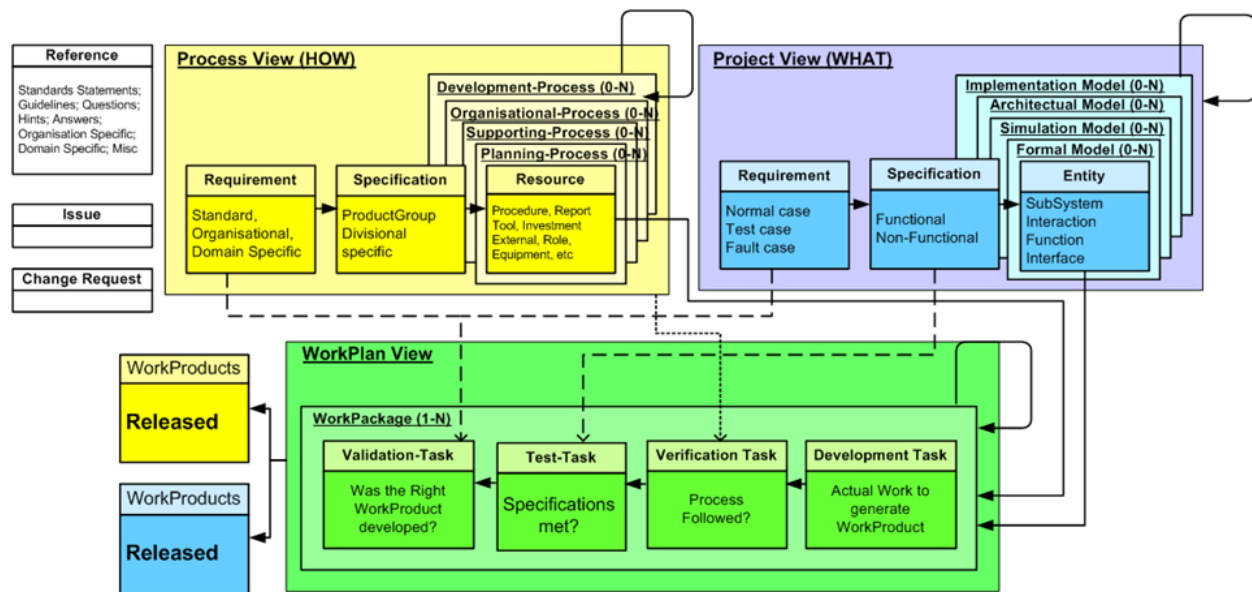 Reference
Standards Statements;
Guidelines; Questions;
Hints; Answers;
Organisation Specific;
Domain Specific; Misc
Issue
Change Request
Process View (HOW)
Development-Process (0-N)
Organisational-Process (0-N)
Supporting-Process (0-N)
Planning-Process (0-N)
Requirement
Standard,
Organisational,
Domain Specific
Specification
ProductGroup
Divisional
specific
Resource
Procedure, Report
Tool, Investment
External, Role,
Equipment, etc
Project View (WHAT)
Implementation Model (0-N)
Architectual Model (0-N)
Simulation Model (0-N)
Formal Model (0-N)
Requirement
Normal case
Test case
Fault case
Specification
Functional
Non-Functional
Entity
SubSystem
Interaction
Function
Interface
WorkProducts
Released
WorkProducts
Released
WorkPlan View
WorkPackage (1-N)
Validation-Task
Was the Right
WorkProduct
developed?
Test-Task
Specifications
met?
Verification Task
Process
Followed?
Development Task
Actual Work to
generate
WorkProduct